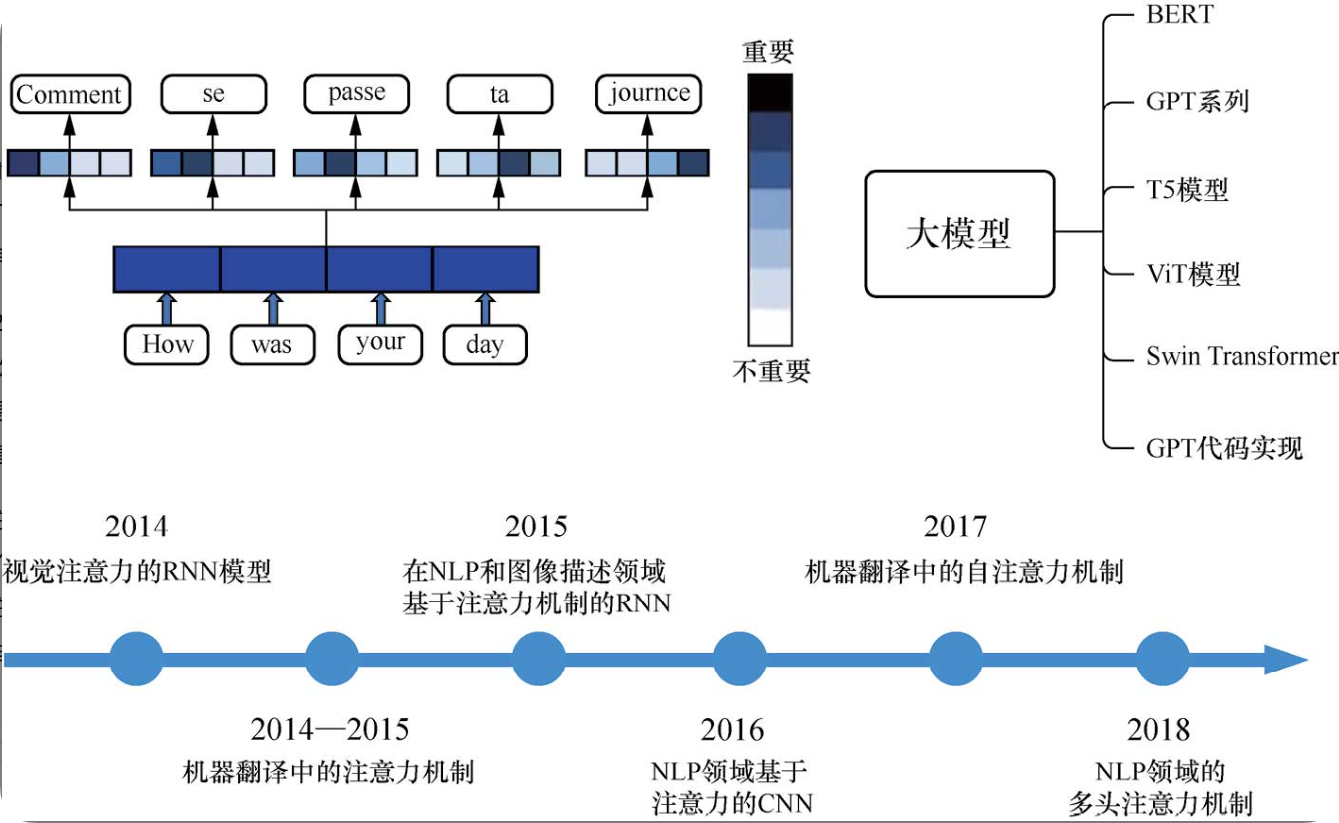 Comment
se
passe
ta
journce
How
was
your
day
重要
不重要
大模型
BERT
GPT系列
T5模型
ViT模型
Swin Transformer
GPT代码实现
2014
视觉注意力的RNN模型
2014—2015
机器翻译中的注意力机制
2015
在NLP和图像描述领域
基于注意力机制的RNN
2016
NLP领域基于
注意力的CNN
2017
机器翻译中的自注意力机制
2018
NLP领域的
多头注意力机制